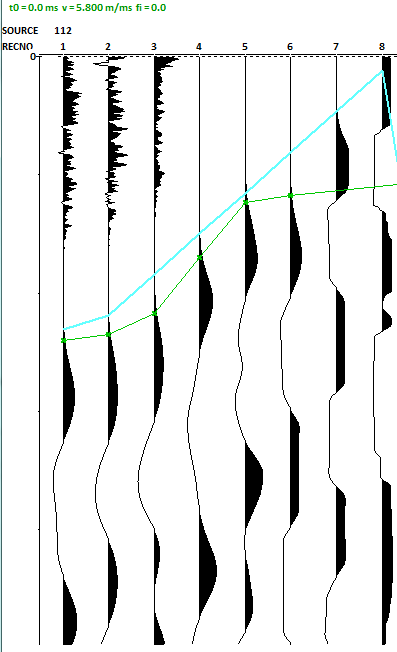 t0 = 0.0 ms v = 5.800 m/ms fi = 0.0
SOURCE 112
RECNO 1 2 3 4 5 6 7 8
0